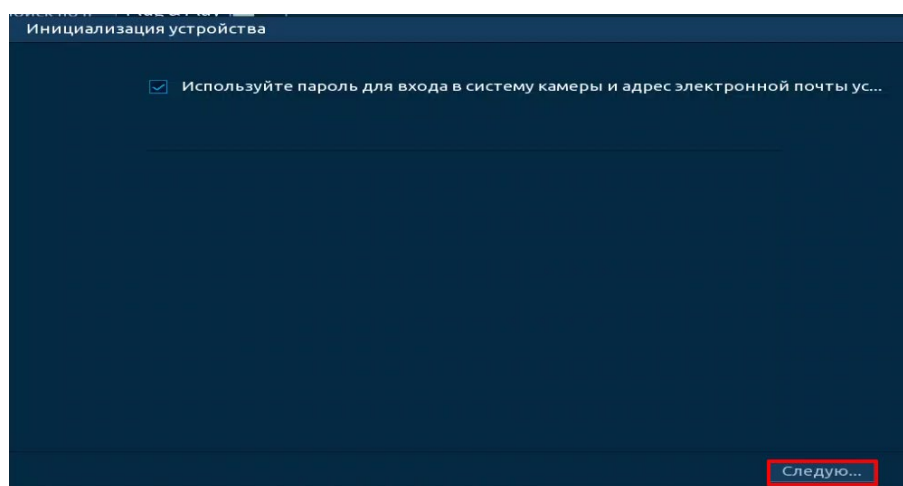 Инициализация устройства
Используйте пароль для входа в систему камеры и адрес электронной почты ус...
Следую...